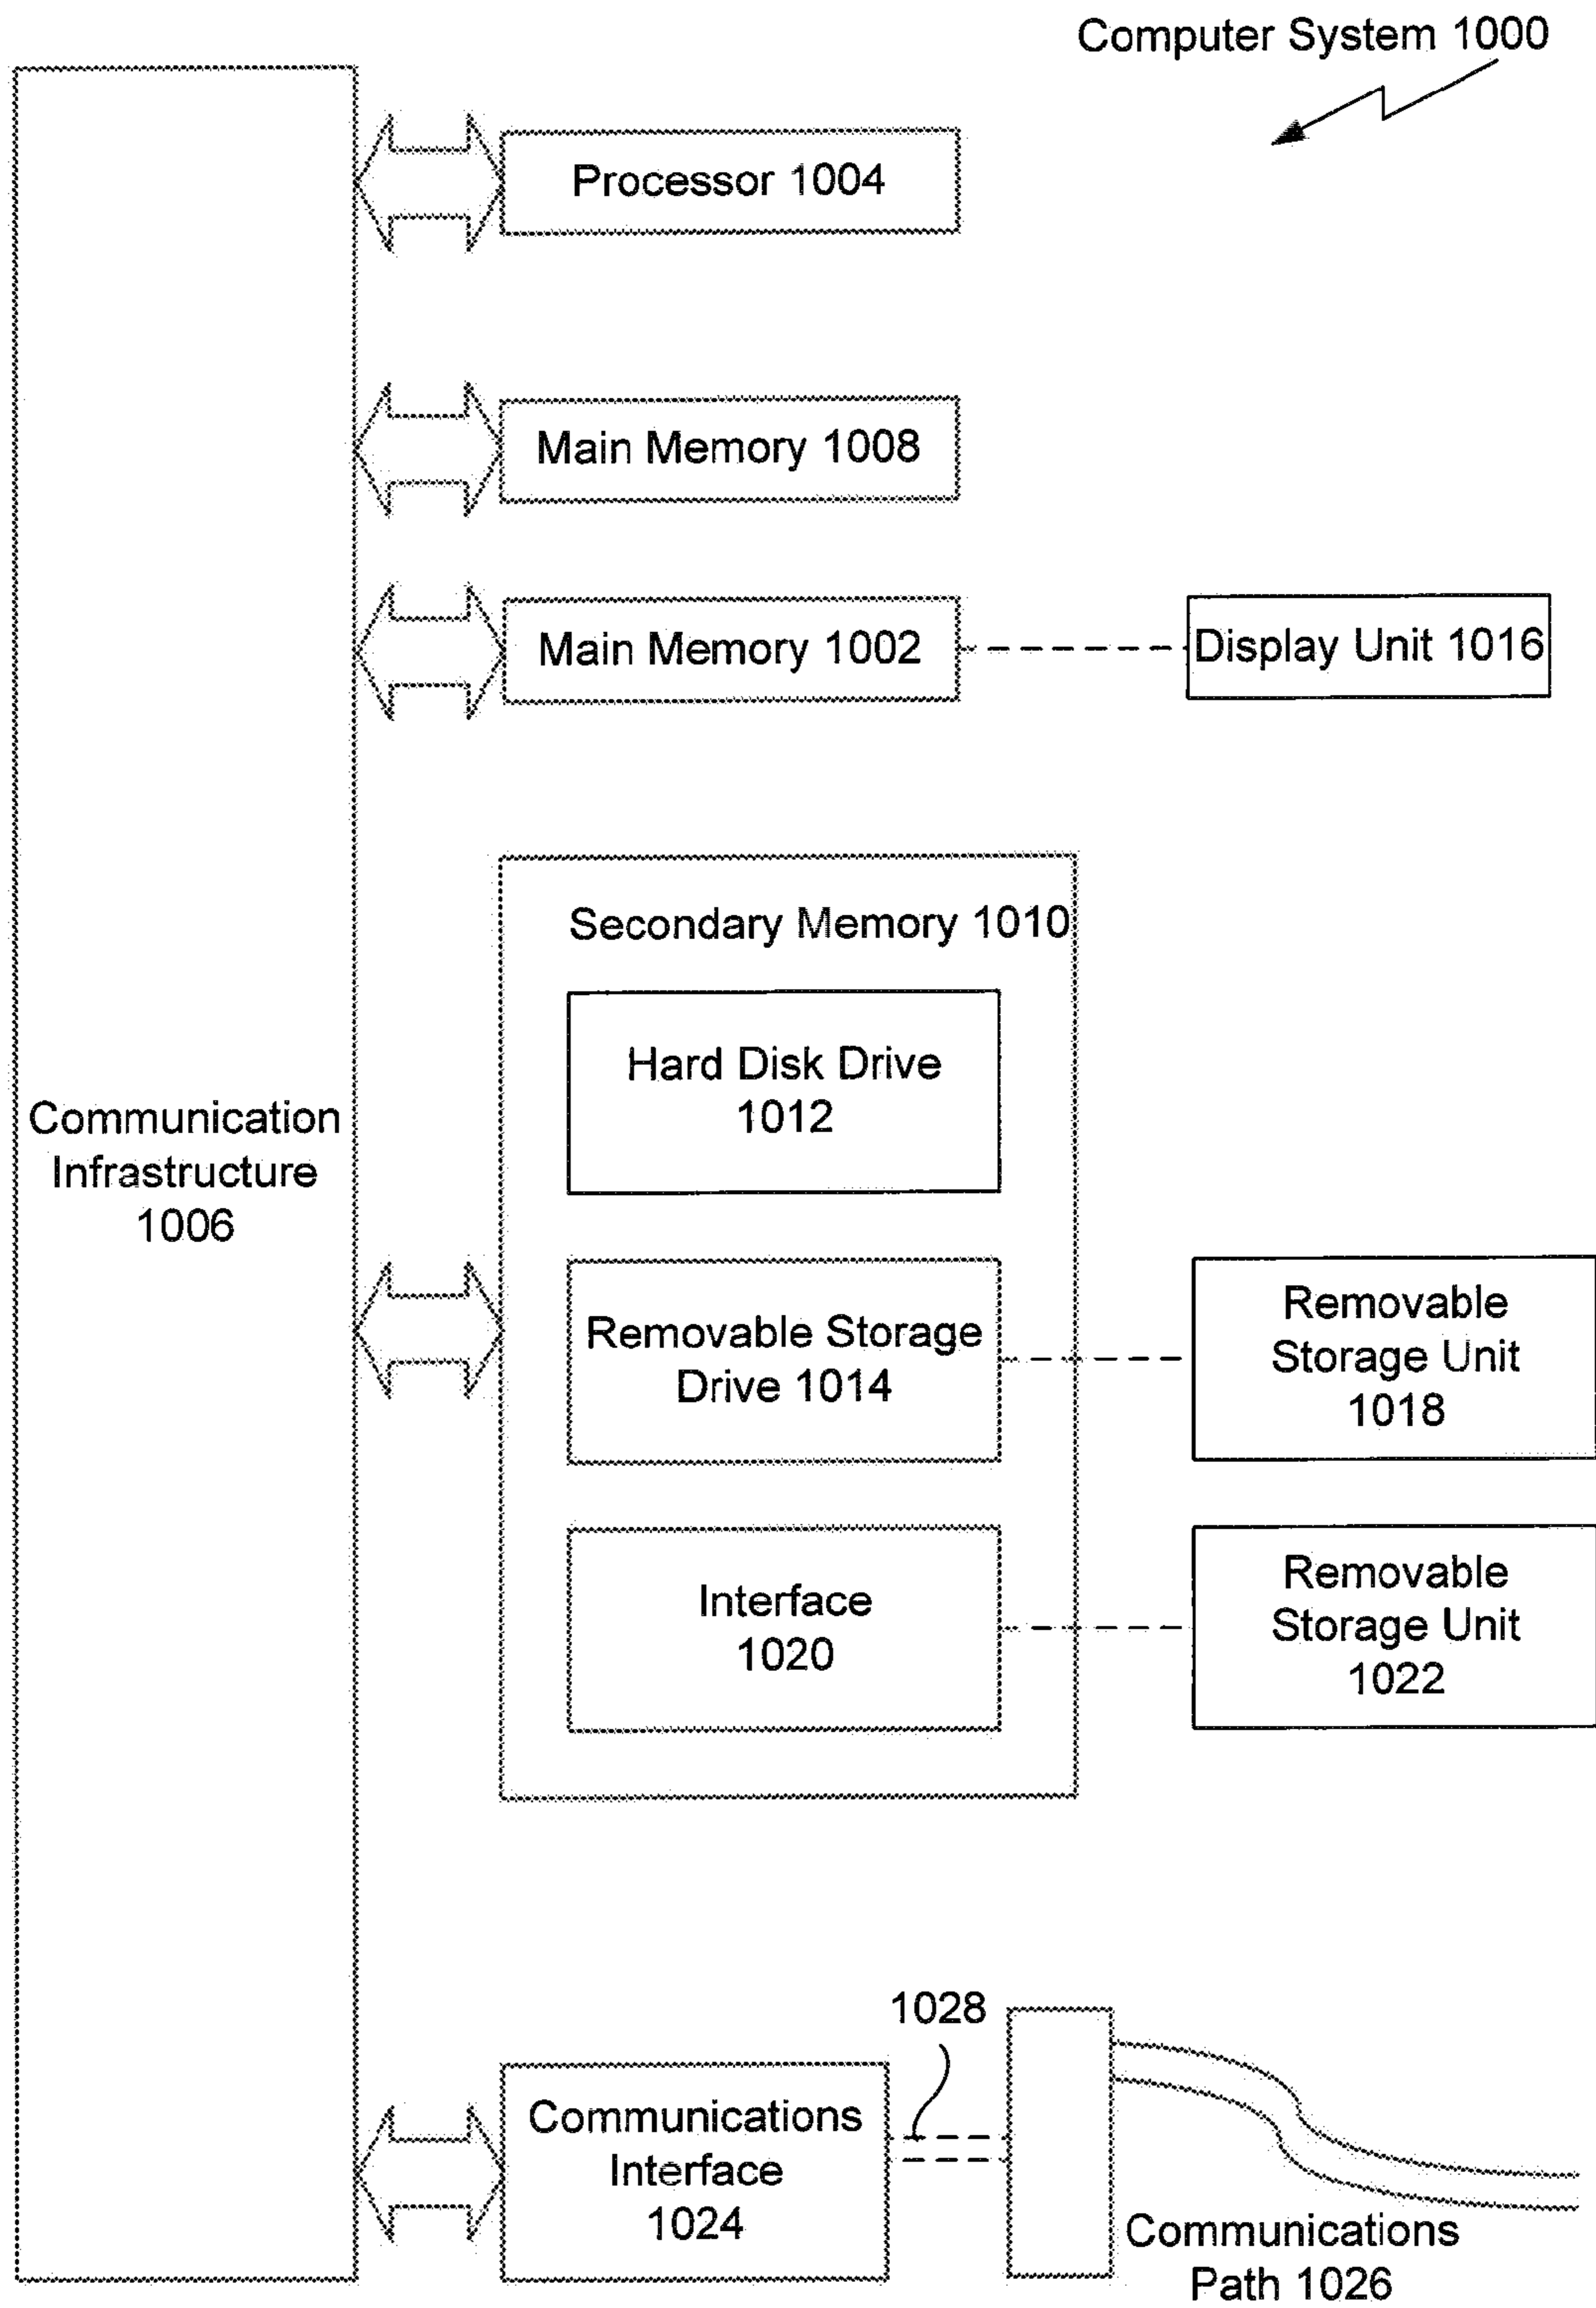 Computer System 1000
Processor 1004
Main Memory 1008
Main Memory 1002
Display Unit 1016
Secondary Memory 1010
Hard Disk Drive
1012
Communication
Infrastructure
1006
Removable Storage
Drive 1014
Removable
Storage Unit
1018
Interface
1020
Removable
Storage Unit
1022
1028
Communications
Interface
1024
Communications
Path 1026